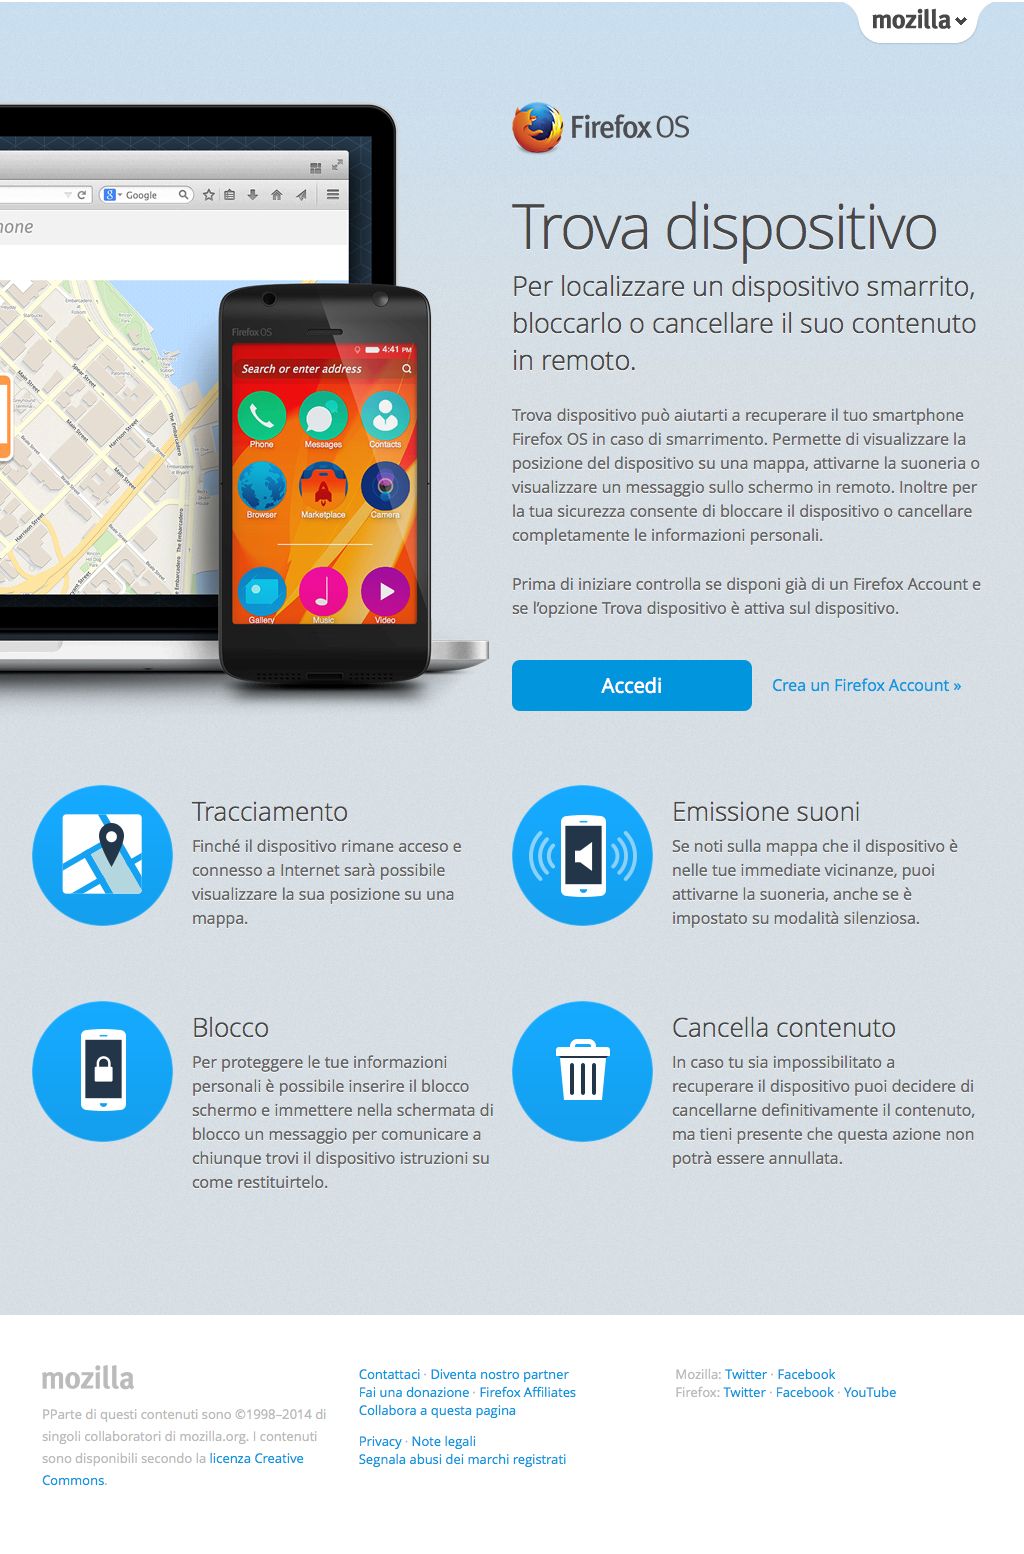 mozilla
Firefox OS
Google
Trova dispositivo
Per localizzare un dispositivo smarrito,
bloccarlo o cancellare il suo contenuto
in remoto.
Firefox OS
4:41 PM
Search or enter address
Phone Messages Contacts
Browser Marketplace Camera
Gallery Music Video
Trova dispositivo può aiutarti a recuperare il tuo smartphone
Firefox OS in caso di smarrimento. Permette di visualizzare la
posizione del dispositivo su una mappa, attivarne la suoneria o
visualizzare un messaggio sullo schermo in remoto. Inoltre per
la tua sicurezza consente di bloccare il dispositivo o cancellare
completamente le informazioni personali.
Prima di iniziare controlla se disponi già di un Firefox Account e
se l'opzione Trova dispositivo è attiva sul dispositivo.
Accedi
Crea un Firefox Account »
Tracciamento
Finché il dispositivo rimane acceso e
connesso a Internet sarà possibile
visualizzare la sua posizione su una
mappa.
Emissione suoni
Se noti sulla mappa che il dispositivo è
nelle tue immediate vicinanze, puoi
attivarne la suoneria, anche se è
impostato su modalità silenziosa.
Blocco
Per proteggere le tue informazioni
personali è possibile inserire il blocco
schermo e immettere nella schermata di
blocco un messaggio per comunicare a
chiunque trovi il dispositivo istruzioni su
come restituirtelo.
Cancella contenuto
In caso tu sia impossibilitato a
recuperare il dispositivo puoi decidere di
cancellarne definitivamente il contenuto,
ma tieni presente che questa azione non
potrà essere annullata.
mozilla
PParte di questi contenuti sono ©1998–2014 di
singoli collaboratori di mozilla.org. I contenuti
sono disponibili secondo la licenza Creative
Commons.
Contattaci · Diventa nostro partner
Fai una donazione · Firefox Affiliates
Collabora a questa pagina
Privacy · Note legali
Segnala abusi dei marchi registrati
Mozilla: Twitter · Facebook
Firefox: Twitter · Facebook · YouTube